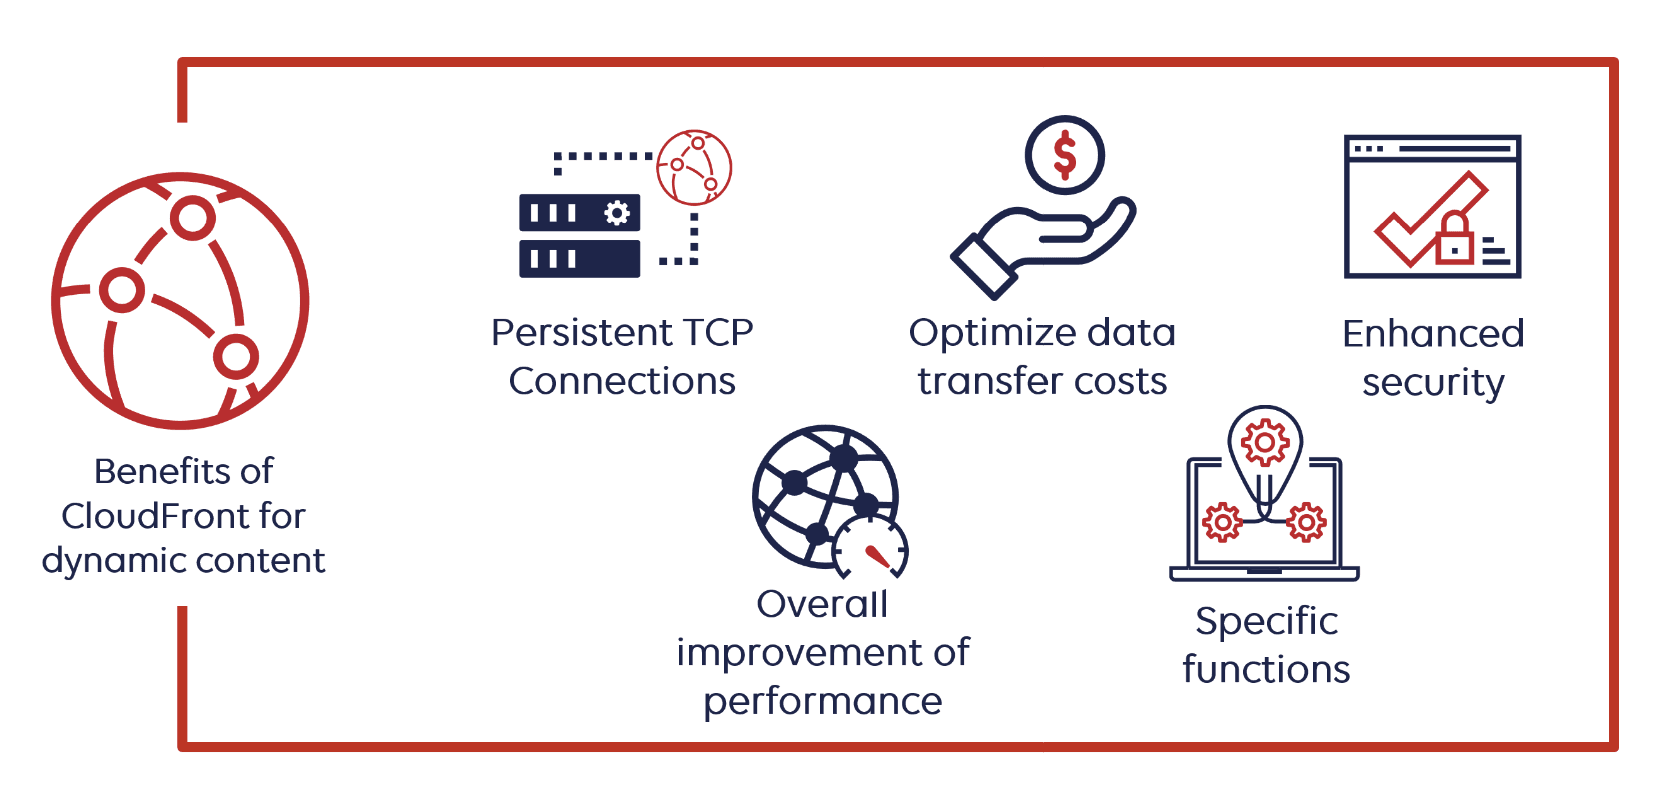 Benefits of
CloudFront for
dynamic content
Persistent TCP
Connections
Optimize data
transfer costs
Enhanced
security
Overall
improvement of
performance
Specific
functions